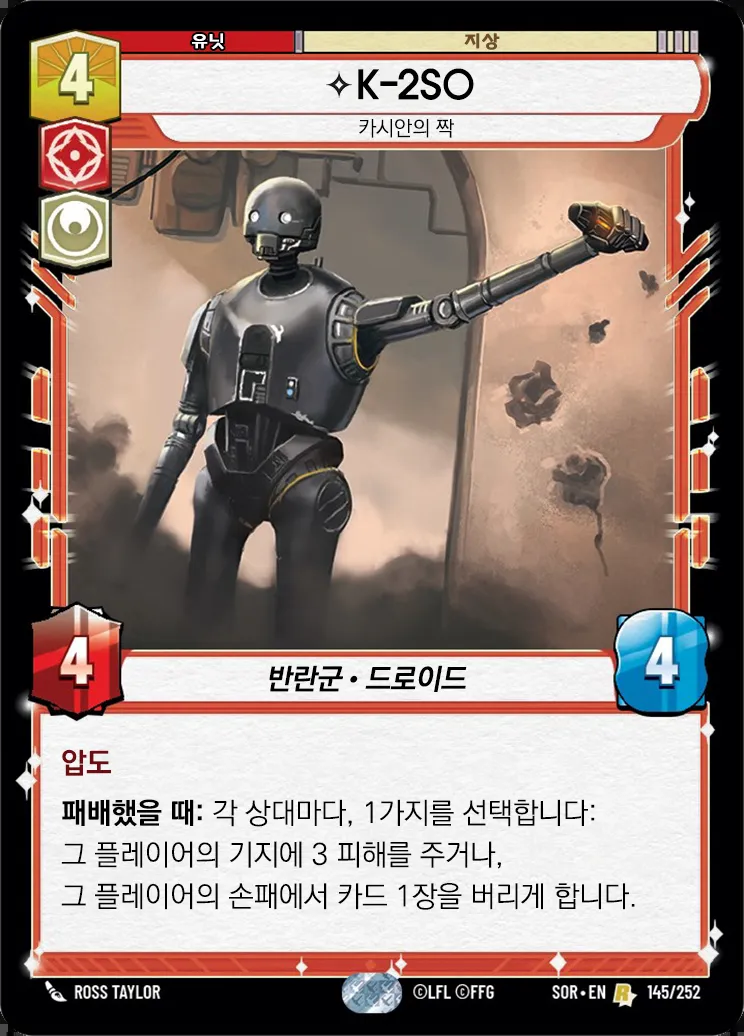 유닛
지상
4
✧K-2SO
카시안의 짝
4
반란군 • 드로이드
4
압도
패배했을 때: 각 상대마다, 1가지를 선택합니다:
그 플레이어의 기지에 3 피해를 주거나,
그 플레이어의 손패에서 카드 1장을 버리게 합니다.
ROSS TAYLOR
©LFL ©FFG
SOR • EN R 145/252